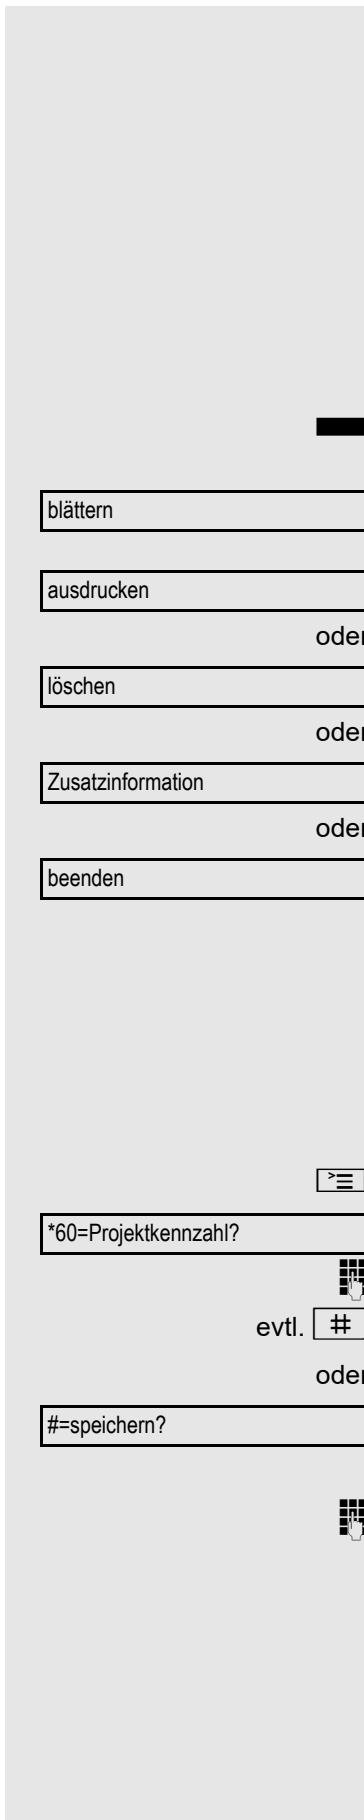 blättern
ausdrucken
oder
löschen
oder
Zusatzinformation
oder
beenden
*60=Projektkennzahl?
evtl. #
oder
#=speichern?